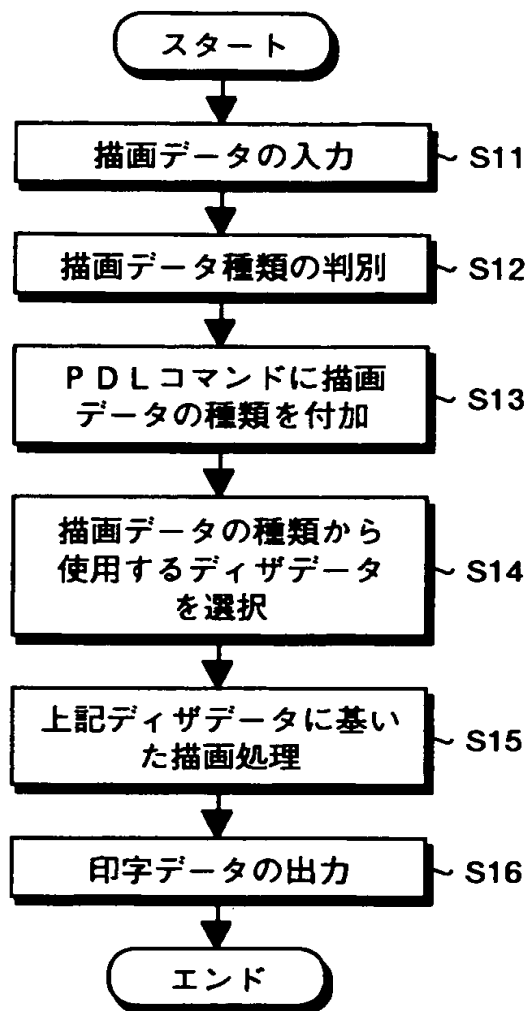 スタート
描画データの入力
S11
描画データ種類の判別
S12
PDLコマンドに描画
データの種類を付加
S13
描画データの種類から
使用するディザデータ
を選択
S14
上記ディザデータに基い
た描画処理
S15
印字データの出力
S16
エンド